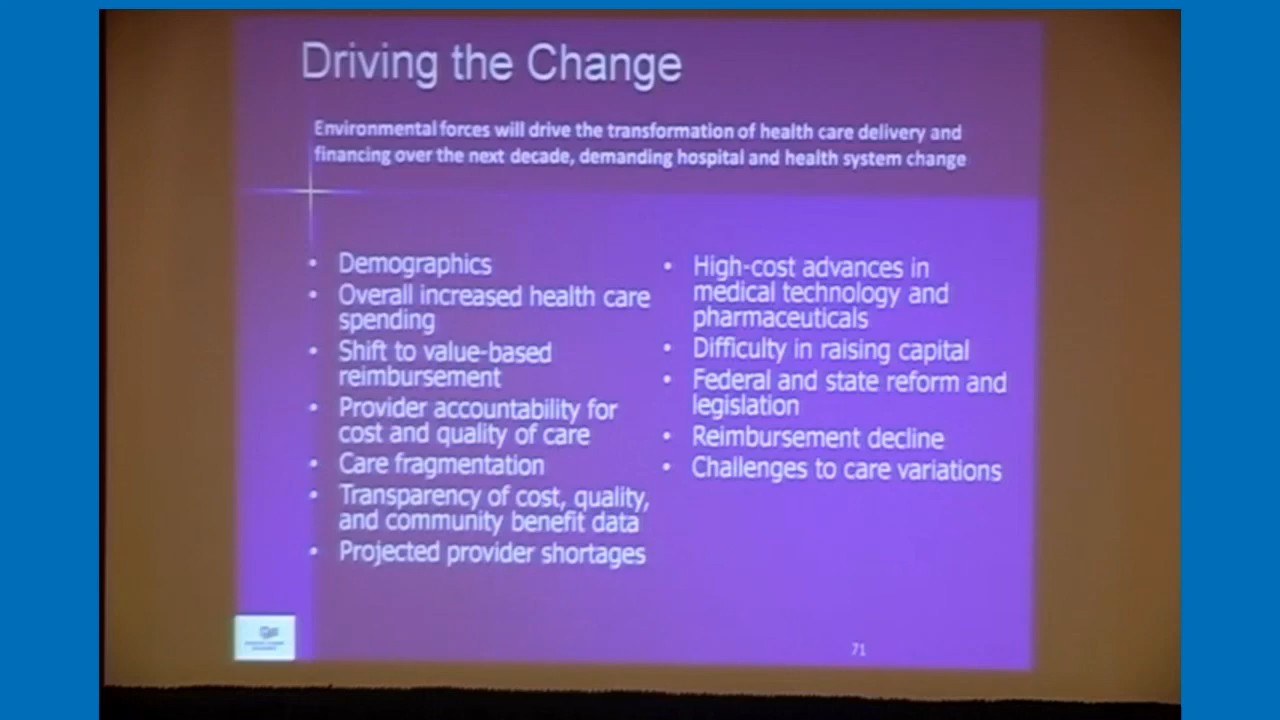 Driving the Change
Environmental forces will drive the transformation of health care delivery and
financing over the next decade, demanding hospital and health system change
• Demographics
• Overall increased health care
spending
• Shift to value-based
reimbursement
• Provider accountability for
cost and quality of care
• Care fragmentation
• Transparency of cost, quality,
and community benefit data
• Projected provider shortages
• High-cost advances in
medical technology and
pharmaceuticals
• Difficulty in raising capital
• Federal and state reform and
legislation
• Reimbursement decline
• Challenges to care variations
71